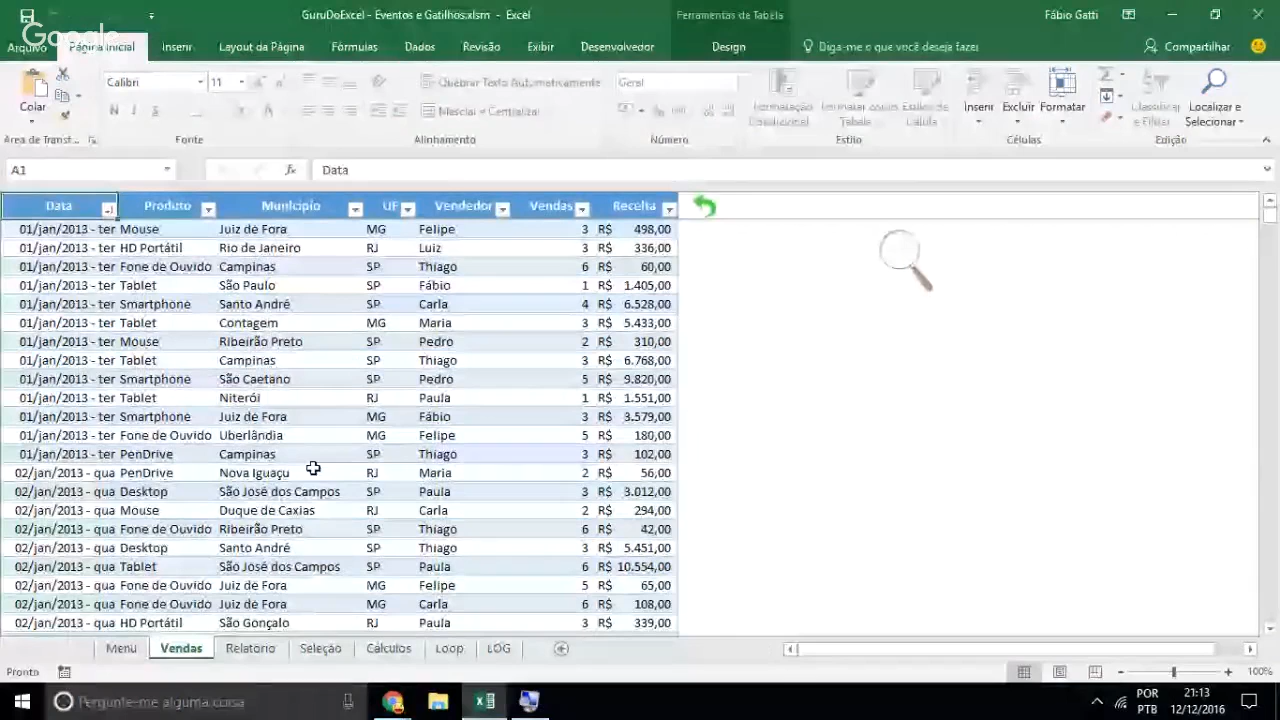 GuruDoExcel - Eventos e Gatilhos.xlsm - Excel
Ferramentas de Tabela
Fábio Gatti
Google
Arquivo Página Inicial Inserir Layout da Página Fórmulas Dados Revisão Exibir Desenvolvedor Design Diga-me o que você deseja fazer Compartilhar
Colar
Calibri 11
Quebrar Texto Automaticamente
Mesclar e Centralizar
Geral
Formatação Condicional
Formatar como Tabela
Estilos de Célula
Inserir Excluir Formatar
Classificar e Filtrar
Localizar e Selecionar
Área de Transf... Fonte Alinhamento Número Estilo Células Edição
A1 fx Data
Data Produto Município UF Vendedor Vendas Receita
01/jan/2013 - ter Mouse Juiz de Fora MG Felipe 3 R$ 498,00
01/jan/2013 - ter HD Portátil Rio de Janeiro RJ Luiz 3 R$ 336,00
01/jan/2013 - ter Fone de Ouvido Campinas SP Thiago 6 R$ 60,00
01/jan/2013 - ter Tablet São Paulo SP Fábio 1 R$ 1.405,00
01/jan/2013 - ter Smartphone Santo André SP Carla 4 R$ 6.528,00
01/jan/2013 - ter Tablet Contagem MG Maria 3 R$ 5.433,00
01/jan/2013 - ter Mouse Ribeirão Preto SP Pedro 2 R$ 310,00
01/jan/2013 - ter Tablet Campinas SP Thiago 3 R$ 6.768,00
01/jan/2013 - ter Smartphone São Caetano SP Pedro 5 R$ 9.820,00
01/jan/2013 - ter Tablet Niterói RJ Paula 1 R$ 1.551,00
01/jan/2013 - ter Smartphone Juiz de Fora MG Fábio 3 R$ 3.579,00
01/jan/2013 - ter Fone de Ouvido Uberlândia MG Felipe 5 R$ 180,00
01/jan/2013 - ter PenDrive Campinas SP Thiago 3 R$ 102,00
02/jan/2013 - qua PenDrive Nova Iguaçu RJ Maria 2 R$ 56,00
02/jan/2013 - qua Desktop São José dos Campos SP Paula 3 R$ 3.012,00
02/jan/2013 - qua Mouse Duque de Caxias RJ Carla 2 R$ 294,00
02/jan/2013 - qua Fone de Ouvido Ribeirão Preto SP Thiago 6 R$ 42,00
02/jan/2013 - qua Desktop Santo André SP Thiago 3 R$ 5.451,00
02/jan/2013 - qua Tablet São José dos Campos SP Paula 6 R$ 10.554,00
02/jan/2013 - qua Fone de Ouvido Juiz de Fora MG Felipe 5 R$ 65,00
02/jan/2013 - qua Fone de Ouvido Juiz de Fora MG Carla 6 R$ 108,00
02/jan/2013 - qua HD Portátil São Gonçalo RJ Paula 3 R$ 339,00
Menu Vendas Relatório Seleção Cálculos Loop LOG
Pronto
100%
Pergunte-me alguma coisa
POR
PTB
21:13
12/12/2016